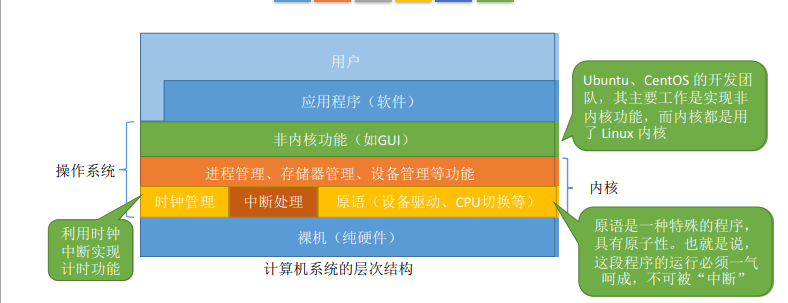 用户
应用程序（软件）
非内核功能（如GUI）
进程管理、存储器管理、设备管理等功能
时钟管理
中断处理
原语（设备驱动、CPU切换等）
裸机（纯硬件）
计算机系统的层次结构
操作系统
利用时钟
中断实现
计时功能
内核
Ubuntu、CentOS 的开发团
队，其主要工作是实现非
内核功能，而内核都是用
了 Linux 内核
原语是一种特殊的程序，
具有原子性。也就是说，
这段程序的运行必须一气
呵成，不可被“中断”